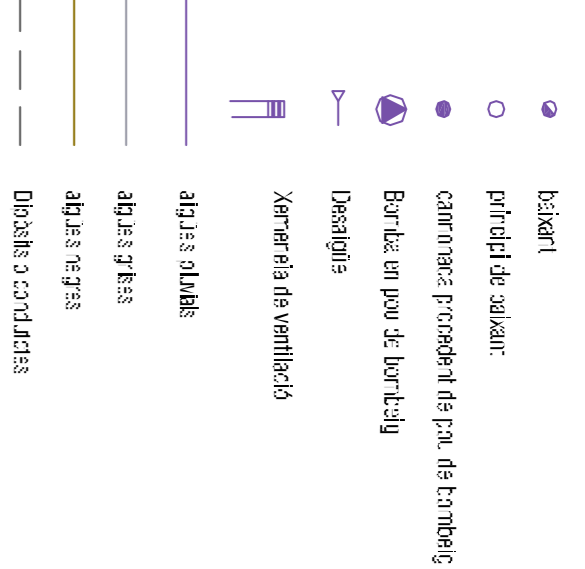 baixant
principi de baixant
cannonada procedent de pou de bombeig
Bomba en pou de bombeig
Desaigüe
Xemeneia de ventilació
aigües pluvials
aigües grises
aigües negres
Dipòsits o conductes